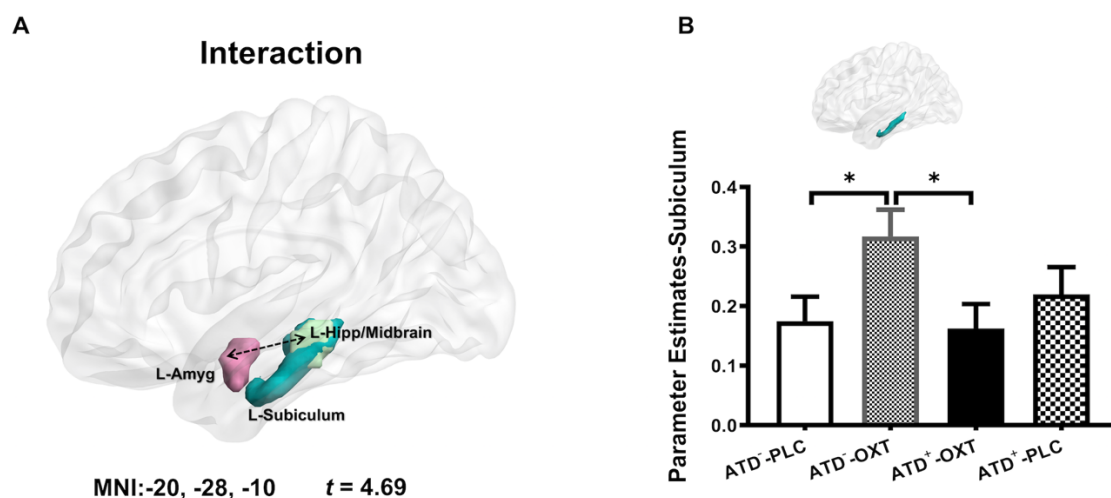 A
Interaction
L-Hipp/Midbrain
L-Amyg
L-Subiculum
MNI:-20, -28, -10 t = 4.69
B
Parameter Estimates-Subiculum
0.4
0.3
0.2
0.1
0.0
* *
ATD⁻-PLC
ATD⁻-OXT
ATD⁺-OXT
ATD⁺-PLC